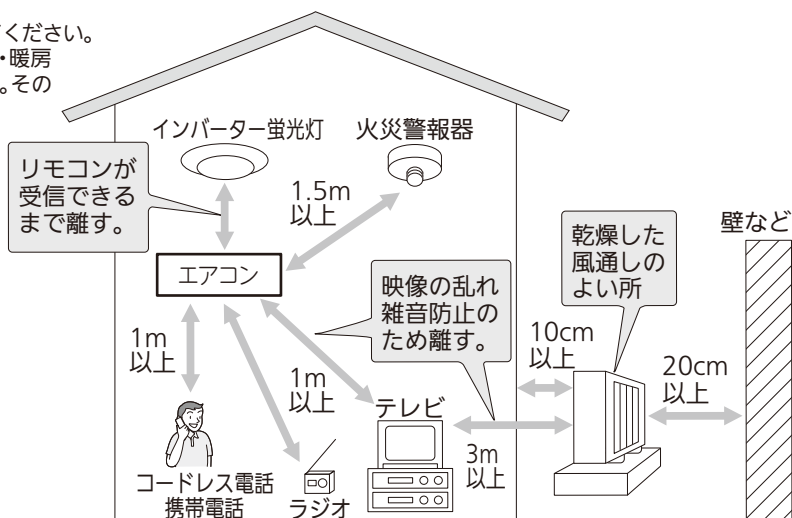 ください。
・暖房
。その
インバーター蛍光灯
火災警報器
リモコンが
受信できる
まで離す。
1.5m
以上
壁など
乾燥した
風通しの
よい所
エアコン
映像の乱れ
雑音防止の
ため離す。
10cm
以上
1m
以上
20cm
以上
1m
以上
テレビ
3m
以上
コードレス電話
携帯電話
ラジオ